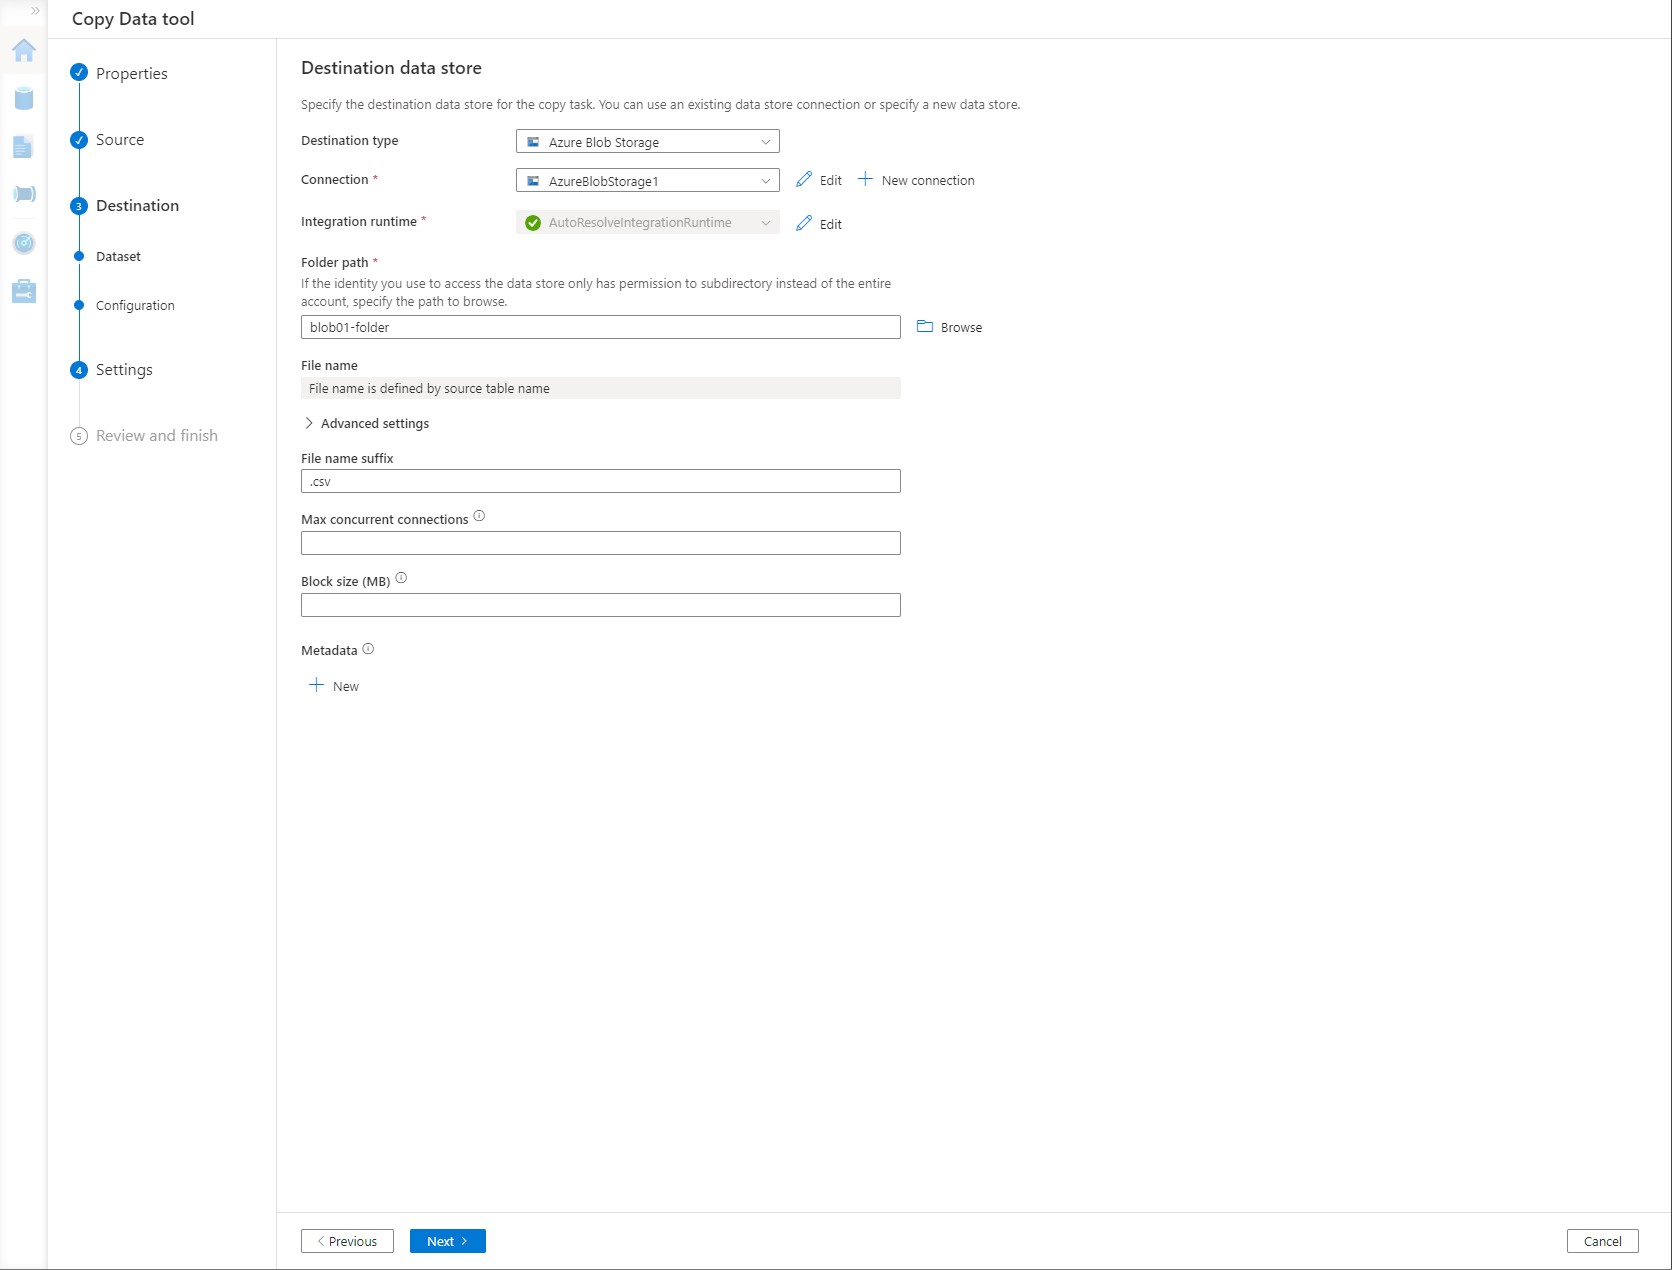 Copy Data tool
Properties
Source
3 Destination
Dataset
Configuration
4 Settings
5 Review and finish
Destination data store
Specify the destination data store for the copy task. You can use an existing data store connection or specify a new data store.
Destination type
Azure Blob Storage
Connection *
AzureBlobStorage1
Edit
New connection
Integration runtime *
AutoResolveIntegrationRuntime
Edit
Folder path *
If the identity you use to access the data store only has permission to subdirectory instead of the entire
account, specify the path to browse.
blob01-folder
Browse
File name
File name is defined by source table name
Advanced settings
File name suffix
.csv
Max concurrent connections
Block size (MB)
Metadata
New
Previous
Next
Cancel